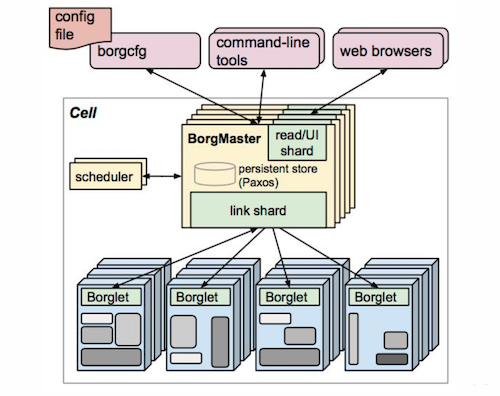 config
file
borgcfg
command-line
tools
web browsers
Cell
BorgMaster
read/UI
shard
persistent store
(Paxos)
scheduler
link shard
Borglet
Borglet
Borglet
Borglet